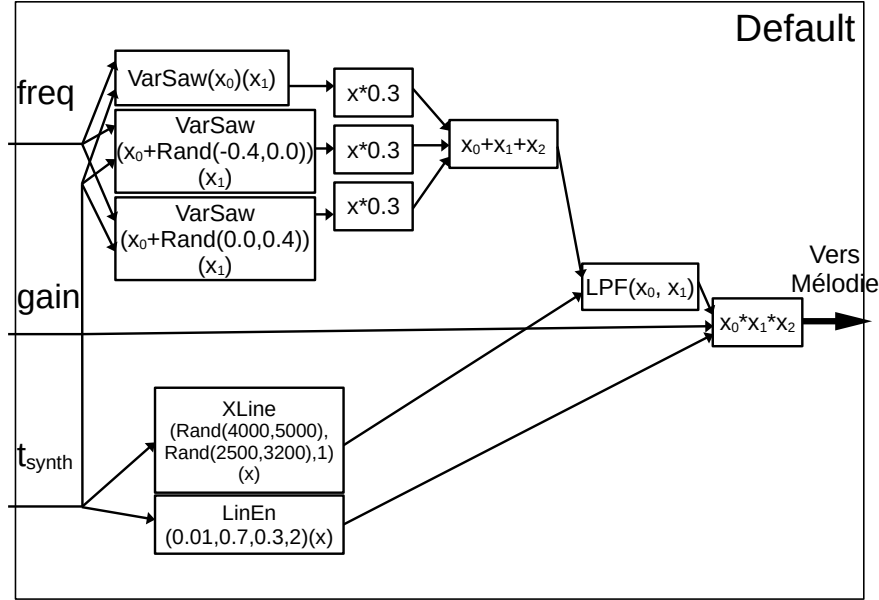 Default
freq
VarSaw(x₀)(x₁)
x*0.3
VarSaw
(x₀+Rand(-0.4,0.0))
(x₁)
x*0.3
x₀+x₁+x₂
VarSaw
(x₀+Rand(0.0,0.4))
(x₁)
x*0.3
gain
LPF(x₀, x₁)
Vers
Mélodie
x₀*x₁*x₂
t_synth
XLine
(Rand(4000,5000),
Rand(2500,3200),1)
(x)
LinEn
(0.01,0.7,0.3,2)(x)